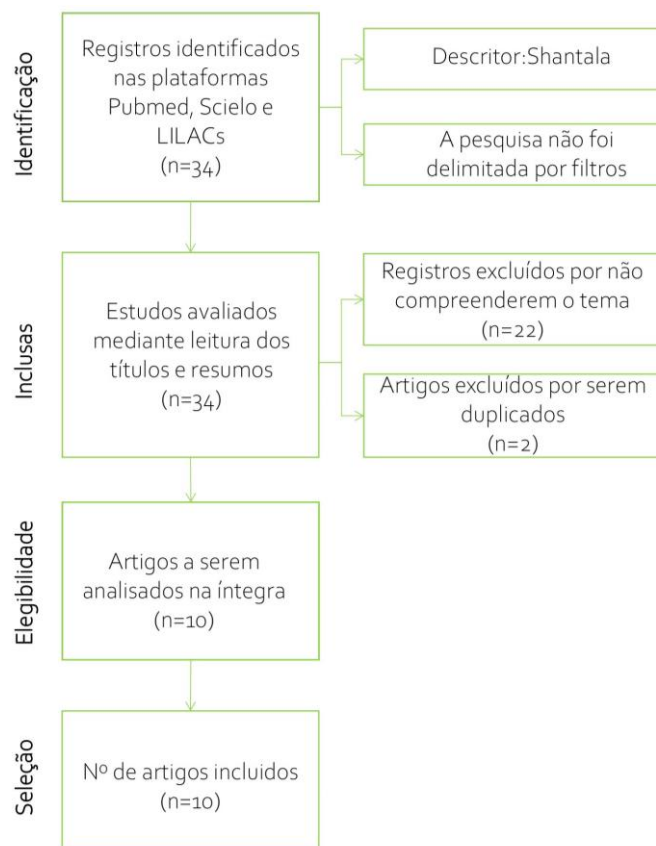 Identificação
Registros identificados
nas plataformas
Pubmed, Scielo e
LILACs
(n=34)
Descritor:Shantala
A pesquisa não foi
delimitada por filtros
Inclusas
Estudos avaliados
mediante leitura dos
títulos e resumos
(n=34)
Registros excluídos por não
compreenderem o tema
(n=22)
Artigos excluídos por serem
duplicados
(n=2)
Elegibilidade
Artigos a serem
analisados na íntegra
(n=10)
Seleção
Nº de artigos incluidos
(n=10)